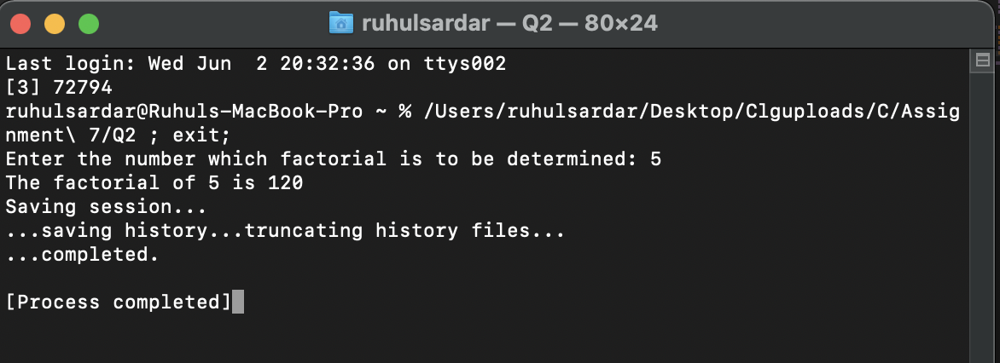 ruhulsardar — Q2 — 80×24
Last login: Wed Jun  2 20:32:36 on ttys002
[3] 72794
ruhulsardar@Ruhuls-MacBook-Pro ~ % /Users/ruhulsardar/Desktop/Clguploads/C/Assig
nment\ 7/Q2 ; exit;
Enter the number which factorial is to be determined: 5
The factorial of 5 is 120
Saving session...
...saving history...truncating history files...
...completed.

[Process completed]